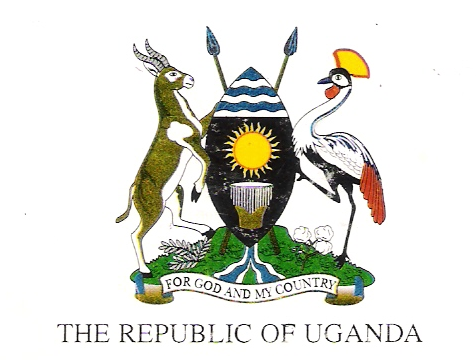 FOR GOD AND MY COUNTRY
THE REPUBLIC OF UGANDA